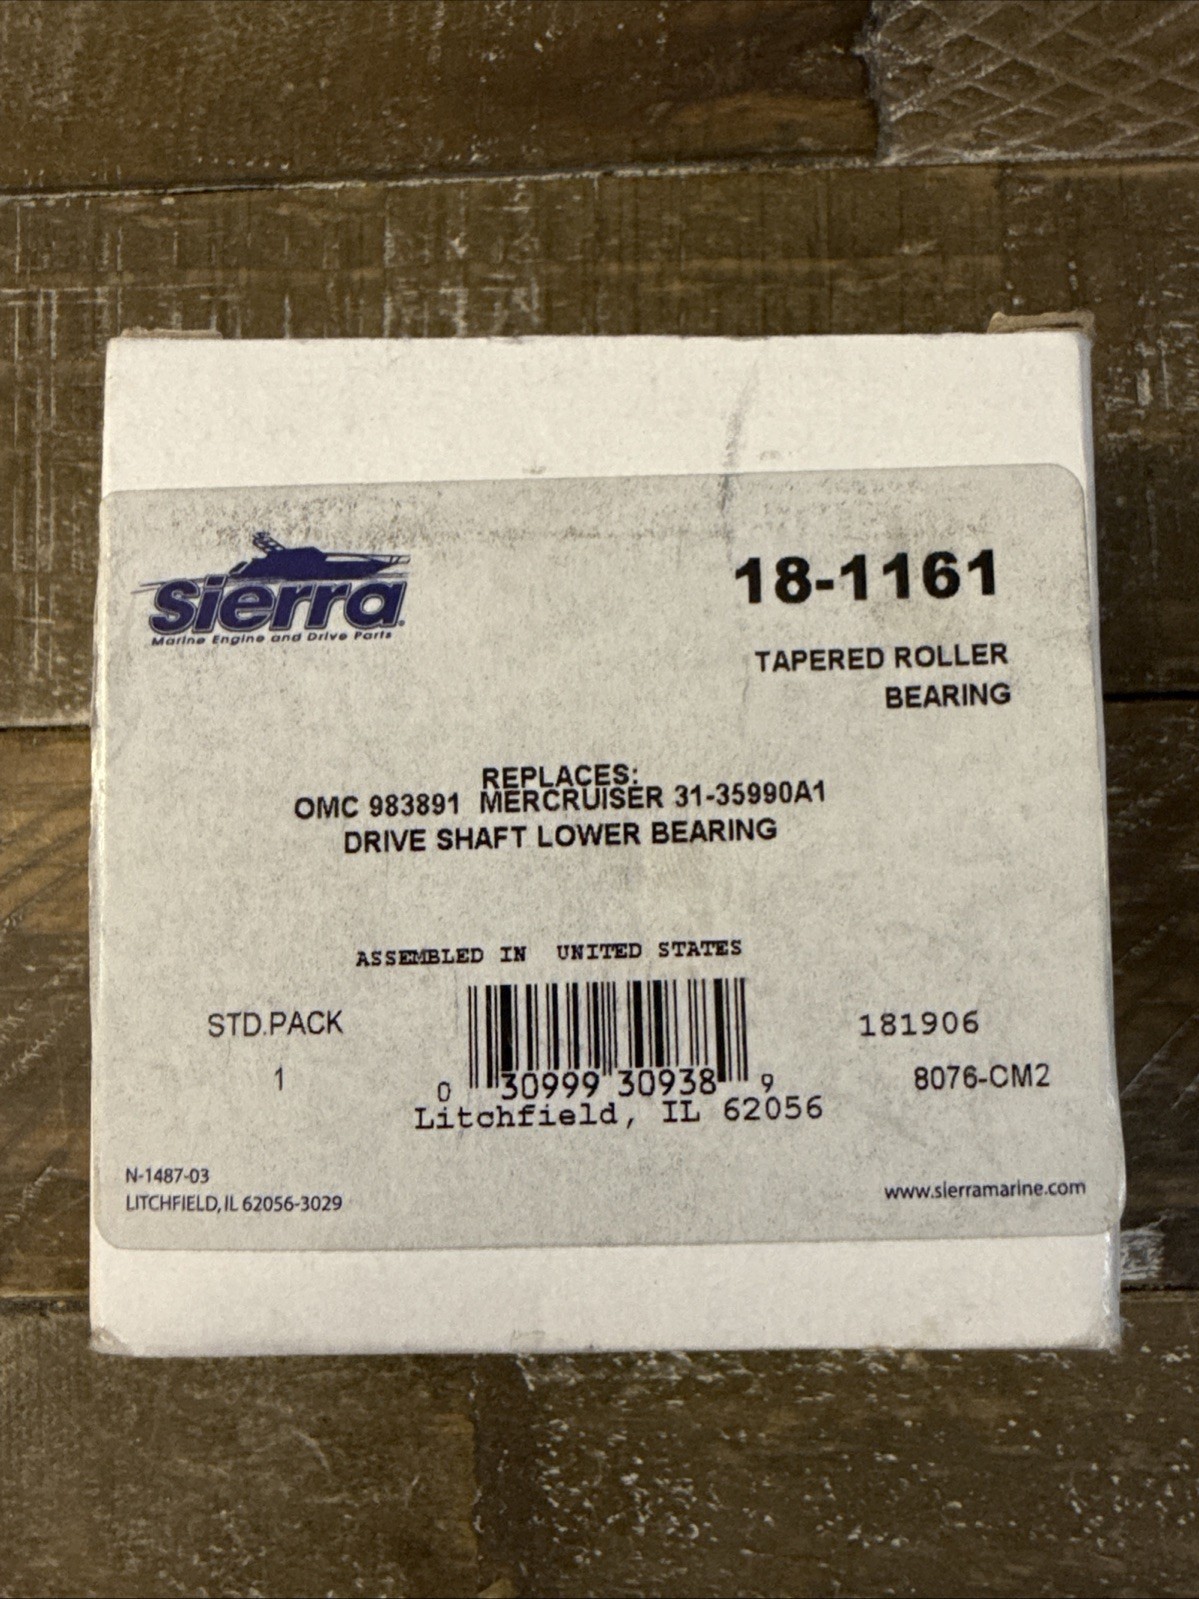 sierra®
Marine Engine and Drive Parts
18-1161
TAPERED ROLLER
BEARING
REPLACES:
OMC 983891 MERCRUISER 31-35990A1
DRIVE SHAFT LOWER BEARING
ASSEMBLED IN UNITED STATES
STD.PACK
1
0 30999 30938 9
Litchfield, IL 62056
181906
8076-CM2
N-1487-03
LITCHFIELD, IL 62056-3029
www.sierramarine.com